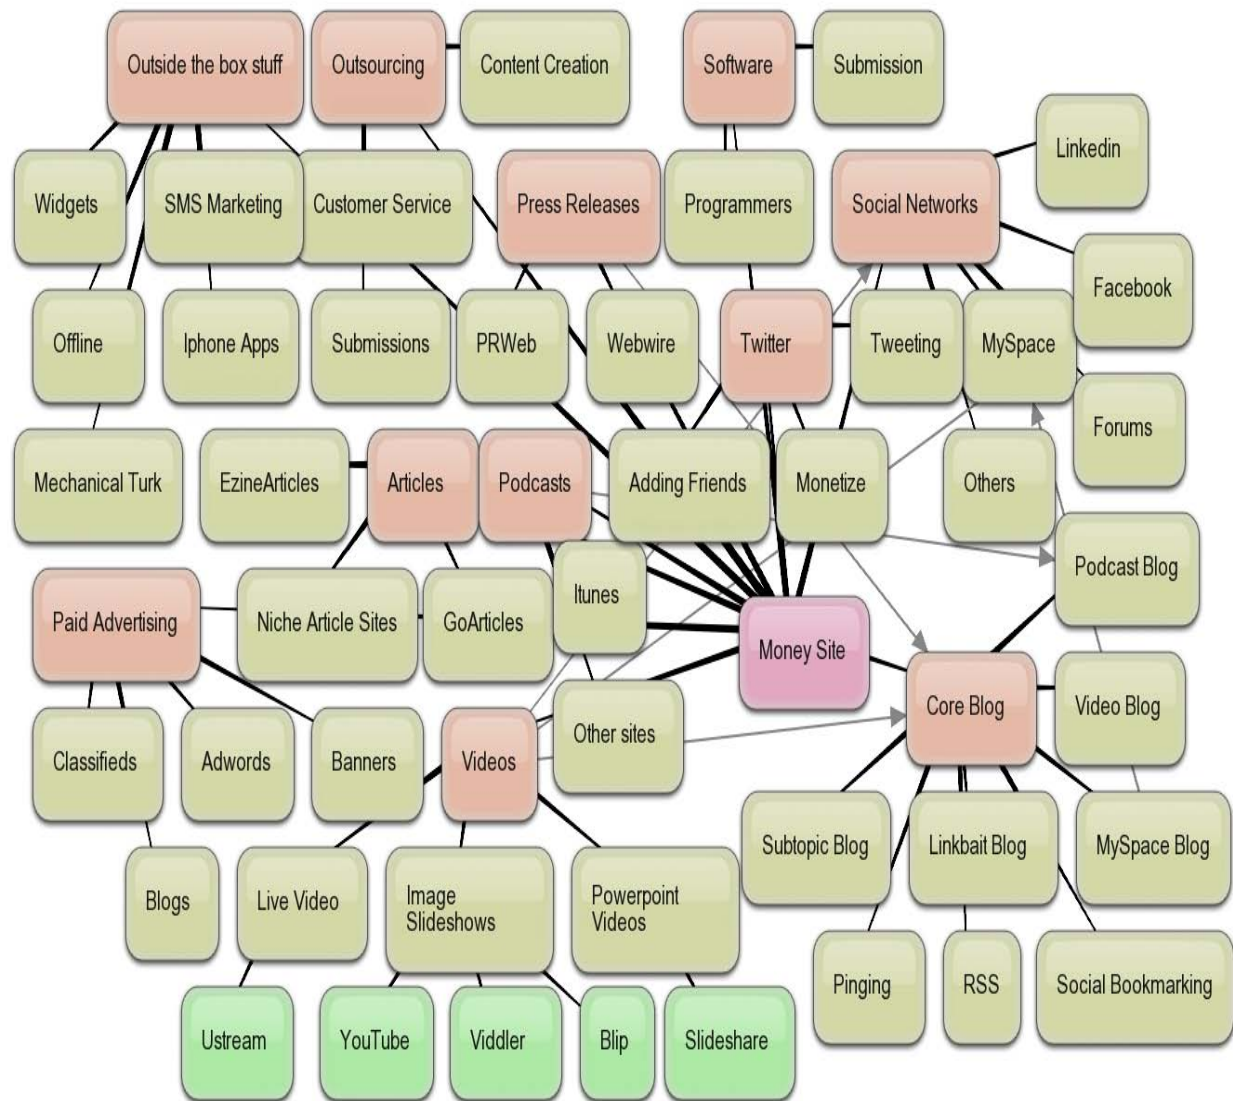 Outside the box stuff
Outsourcing
Content Creation
Software
Submission
Linkedin
Widgets
SMS Marketing
Customer Service
Press Releases
Programmers
Social Networks
Facebook
Offline
Iphone Apps
Submissions
PRWeb
Webwire
Twitter
Tweeting
MySpace
Forums
Mechanical Turk
EzineArticles
Articles
Podcasts
Adding Friends
Monetize
Others
Podcast Blog
Paid Advertising
Niche Article Sites
GoArticles
Itunes
Money Site
Core Blog
Video Blog
Classifieds
Adwords
Banners
Videos
Other sites
Subtopic Blog
Linkbait Blog
MySpace Blog
Blogs
Live Video
Image
Slideshows
Powerpoint
Videos
Pinging
RSS
Social Bookmarking
Ustream
YouTube
Viddler
Blip
Slideshare